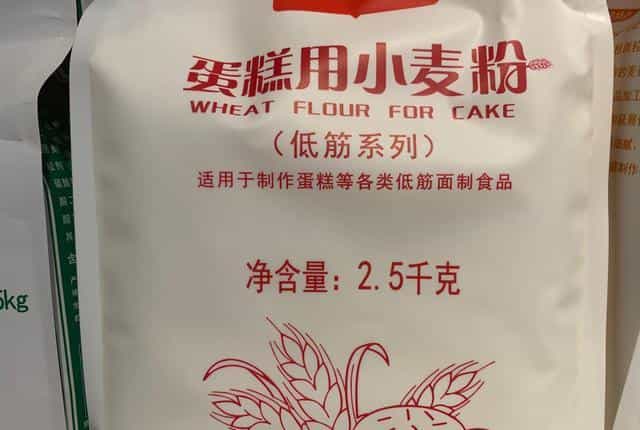 蛋糕用小麦粉
WHEAT FLOUR FOR CAKE
（低筋系列）
适用于制作蛋糕等各类低筋面制食品
净含量：2.5千克
5kg